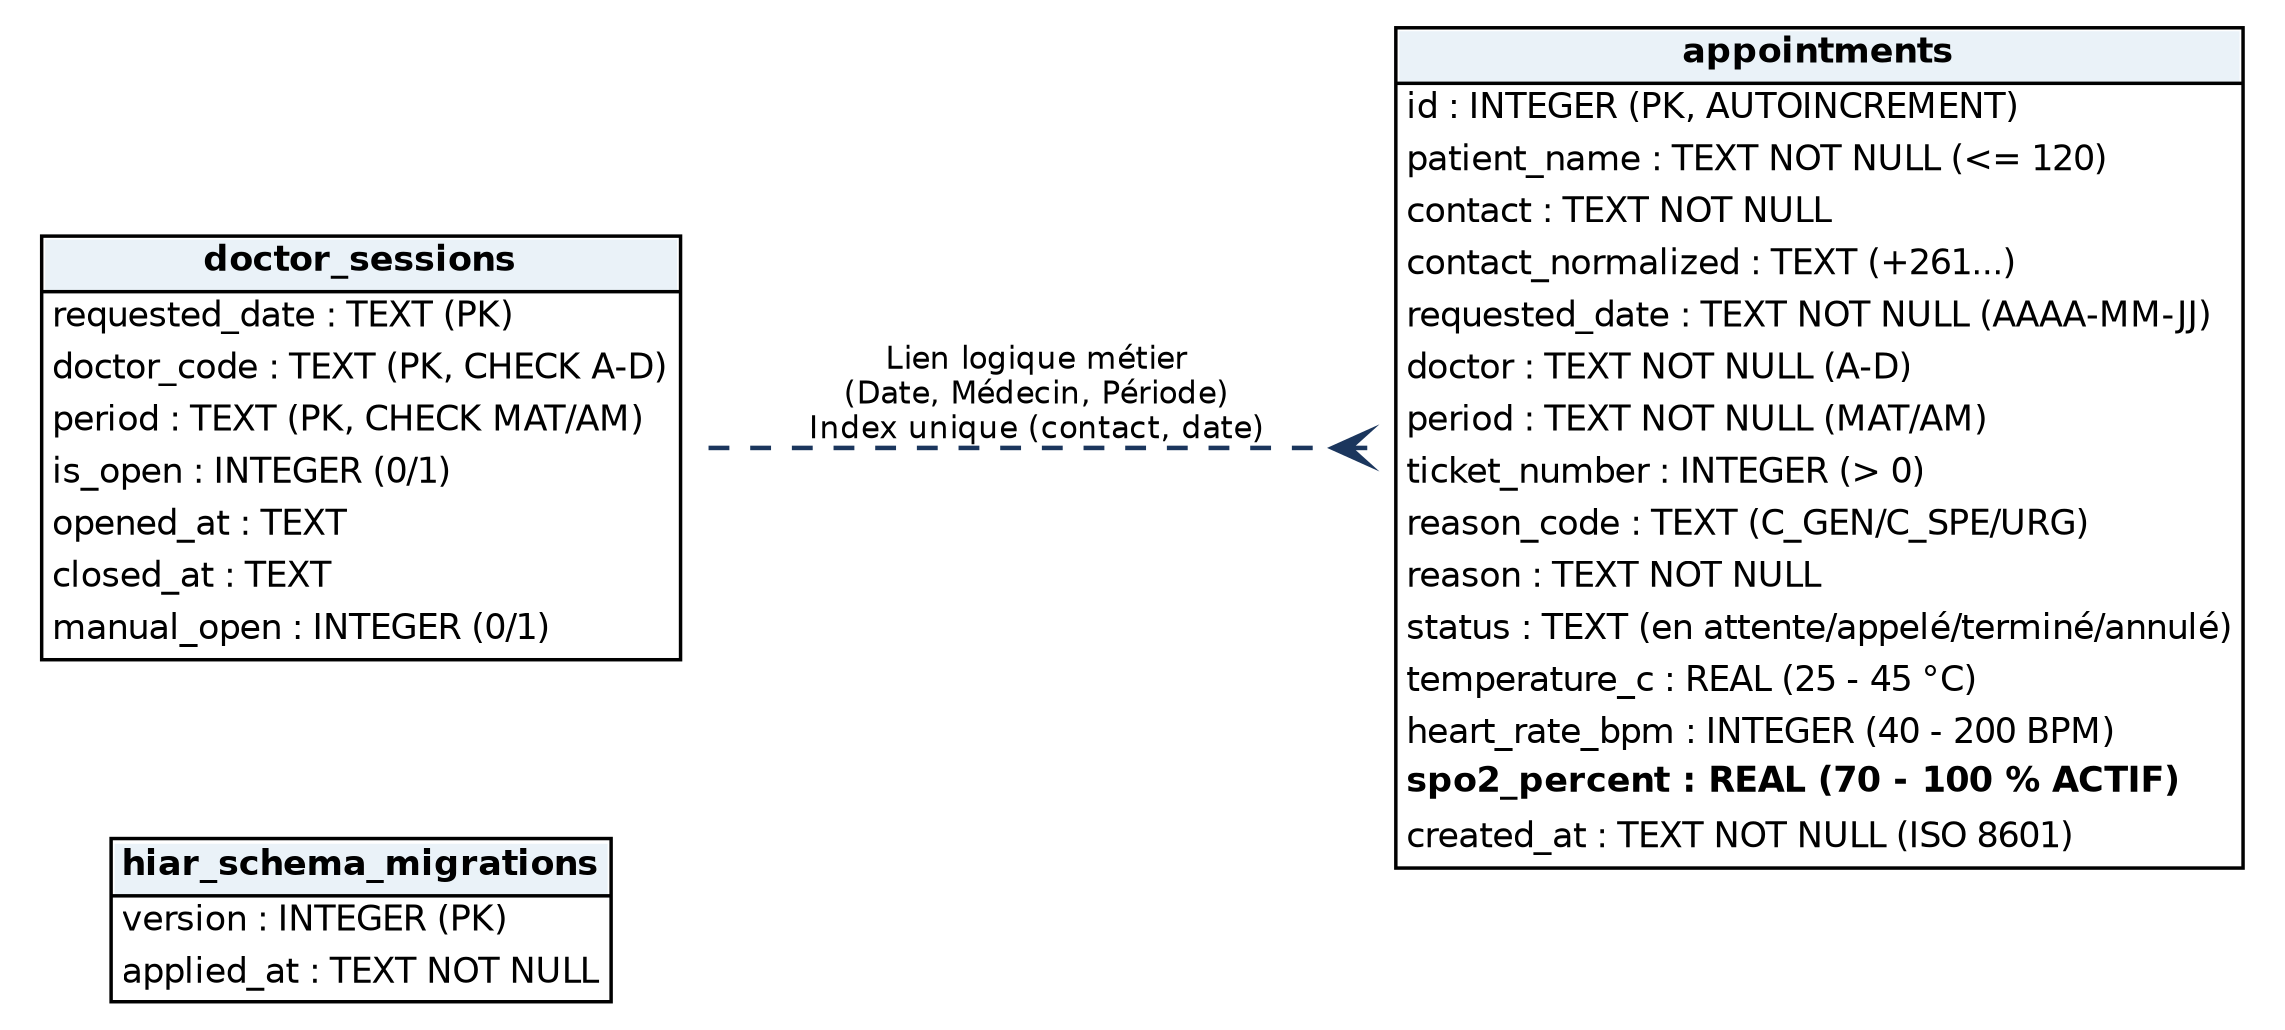 doctor_sessions
requested_date : TEXT (PK)
doctor_code : TEXT (PK, CHECK A-D)
period : TEXT (PK, CHECK MAT/AM)
is_open : INTEGER (0/1)
opened_at : TEXT
closed_at : TEXT
manual_open : INTEGER (0/1)
hiar_schema_migrations
version : INTEGER (PK)
applied_at : TEXT NOT NULL
Lien logique métier
(Date, Médecin, Période)
Index unique (contact, date)
appointments
id : INTEGER (PK, AUTOINCREMENT)
patient_name : TEXT NOT NULL (<= 120)
contact : TEXT NOT NULL
contact_normalized : TEXT (+261...)
requested_date : TEXT NOT NULL (AAAA-MM-JJ)
doctor : TEXT NOT NULL (A-D)
period : TEXT NOT NULL (MAT/AM)
ticket_number : INTEGER (> 0)
reason_code : TEXT (C_GEN/C_SPE/URG)
reason : TEXT NOT NULL
status : TEXT (en attente/appelé/terminé/annulé)
temperature_c : REAL (25 - 45 °C)
heart_rate_bpm : INTEGER (40 - 200 BPM)
spo2_percent : REAL (70 - 100 % ACTIF)
created_at : TEXT NOT NULL (ISO 8601)